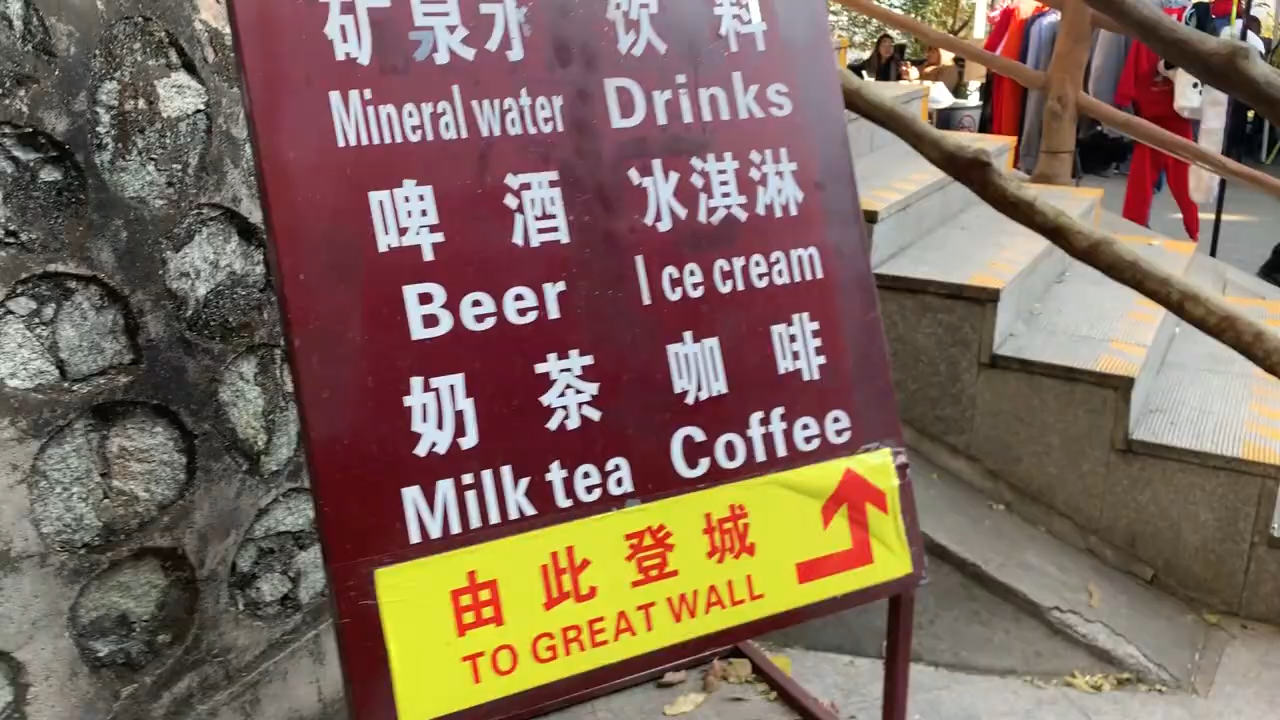 矿泉水 饮料
Mineral water Drinks
啤酒 冰淇淋
Beer I ce cream
奶茶 咖啡
Milk tea Coffee
由此登城
TO GREAT WALL